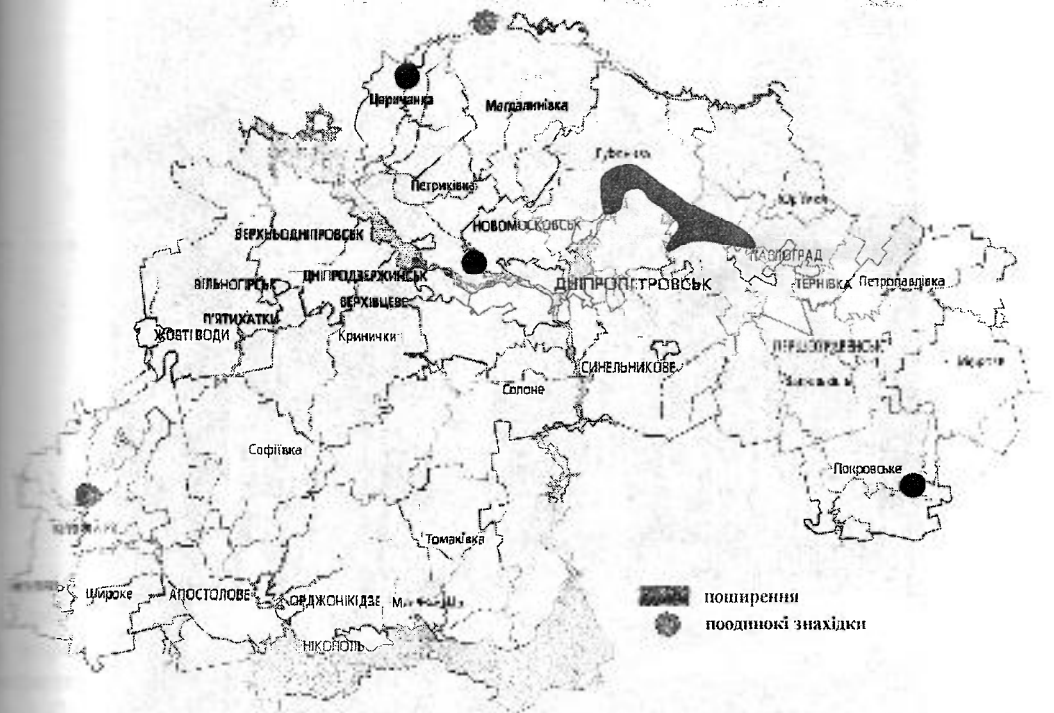 Царичанка
Магдалинівка
Петриківка
НОВОМОСКОВСЬК
ВЕРХНЬОДНІПРОВСЬК
ПАВЛОГРАД
ДНІПРОДЗЕРЖИНСЬК
ВІЛЬНОГІРСЬК
ДНІПРОПЕТРОВСЬК
ТЕРНІВКА
Петропавлівка
ВЕРХІВЦЕВЕ
П'ЯТИХАТКИ
ЖОВТІ ВОДИ
Кринички
СИНЕЛЬНИКОВЕ
Солоне
Софіївка
Покровське
Томаківка
Широке
АПОСТОЛОВЕ
ОРДЖОНІКІДЗЕ
НІКОПОЛЬ
поширення
поодинокі знахідки